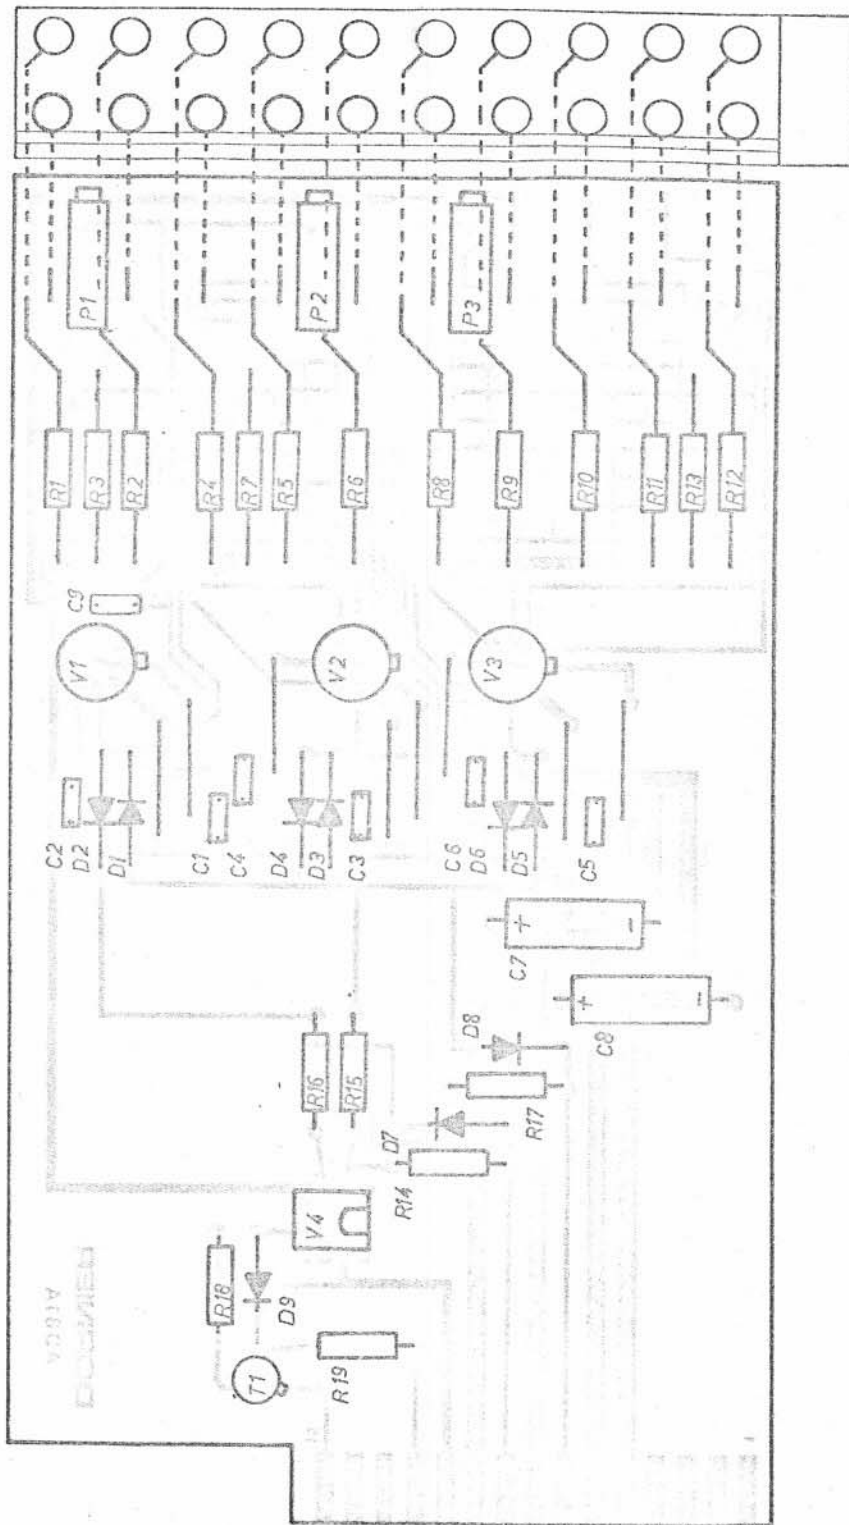 P1
P2
P3
R1
R3
R2
R4
R7
R5
R6
R8
R9
R10
R11
R13
R12
C9
V1
V2
V3
C2
D2
D1
C1
C4
D4
D3
C3
C6
D6
D5
C5
+
-
C7
+
-
C8
D8
R16
R15
R17
D7
R14
V4
R18
D9
T1
R19